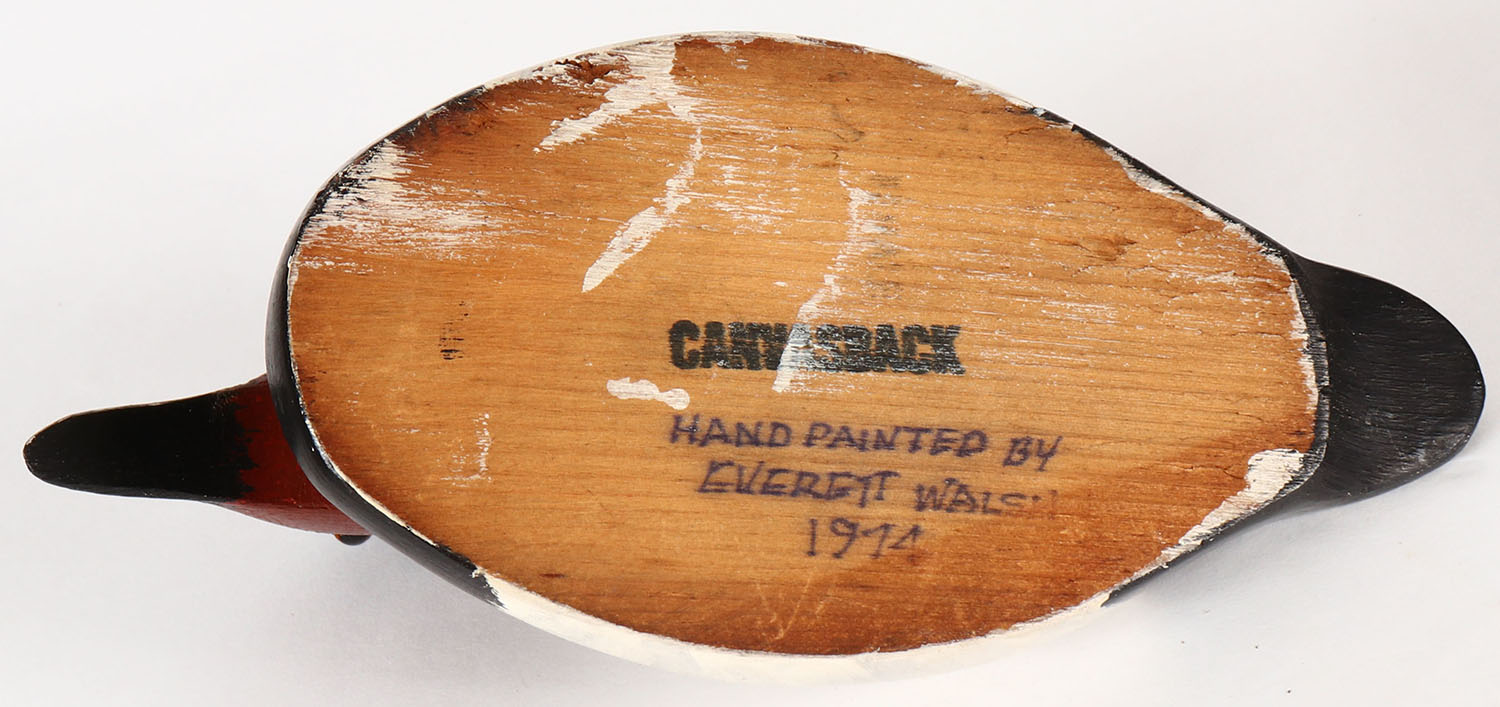 CANVASBACK
HAND PAINTED BY
EVERETT WALSH
1974